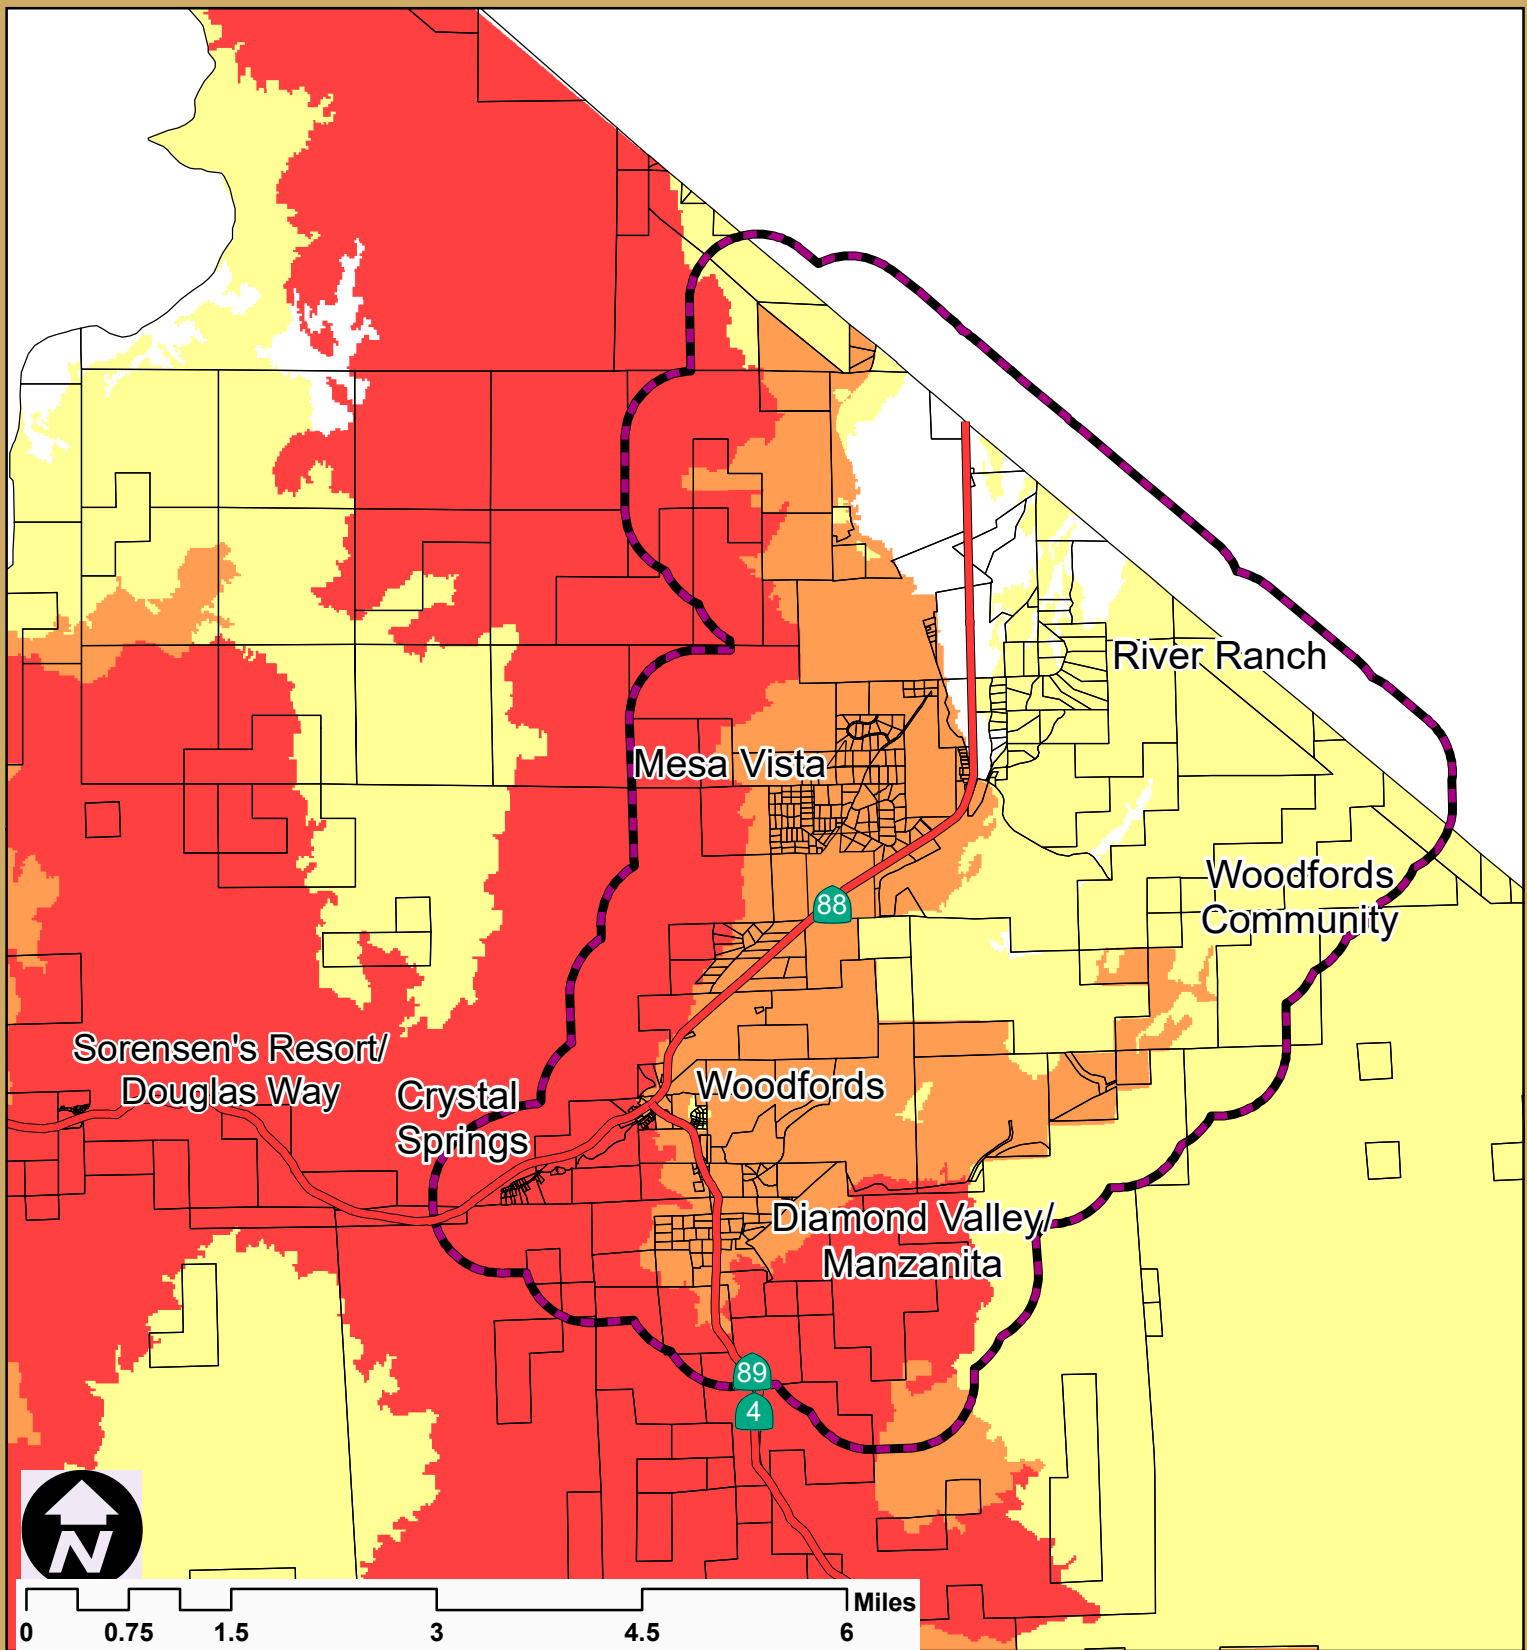 River Ranch
Mesa Vista
Woodfords
Community
88
Sorensen's Resort/
Douglas Way
Crystal
Springs
Woodfords
Diamond Valley/
Manzanita
89
4
N
Miles
0 0.75 1.5 3 4.5 6